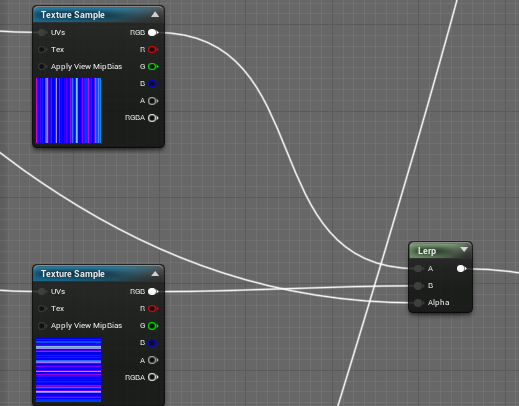 Texture Sample
UVs RGB
Tex R
Apply View MipBias G
B
A
RGBA
Lerp
A
B
Alpha
Texture Sample
UVs RGB
Tex R
Apply View MipBias G
B
A
RGBA